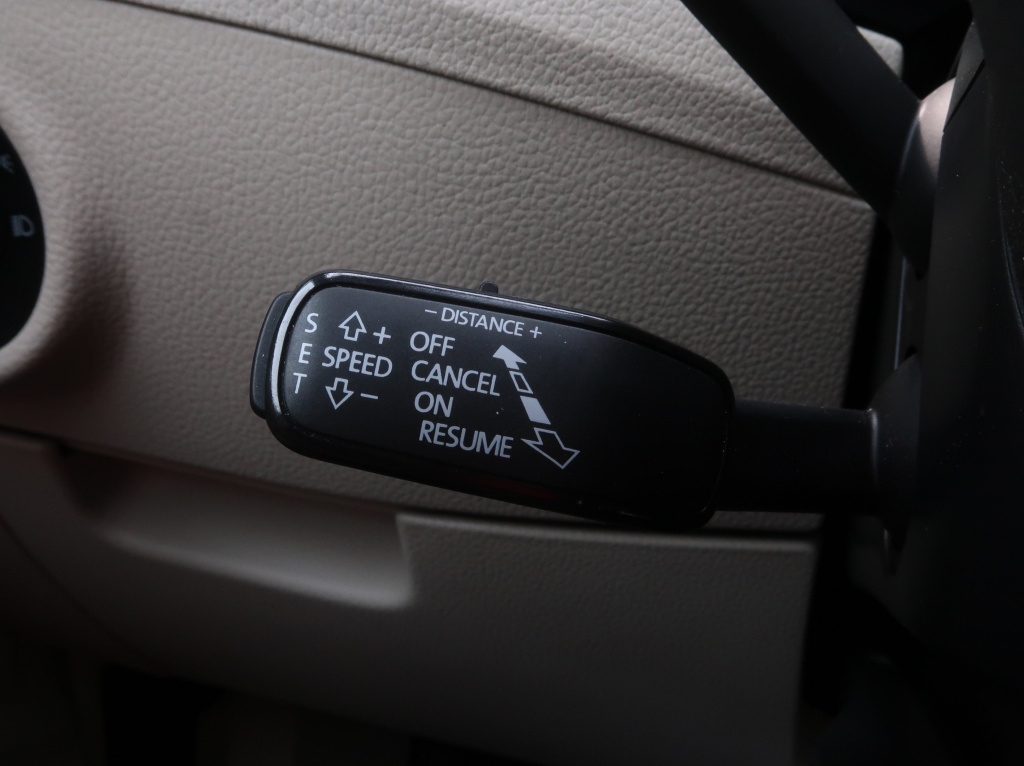 - DISTANCE +
S
E
T
+
SPEED
-
OFF
CANCEL
ON
RESUME